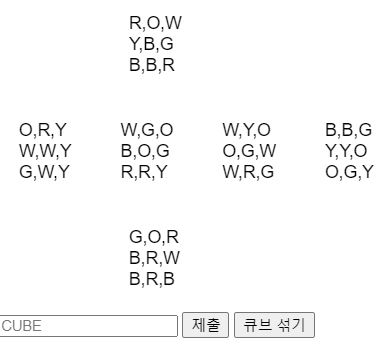 R,O,W
Y,B,G
B,B,R
O,R,Y W,G,O W,Y,O B,B,G
W,W,Y B,O,G O,G,W Y,Y,O
G,W,Y R,R,Y W,R,G O,G,Y
G,O,R
B,R,W
B,R,B
CUBE 제출 큐브 섞기